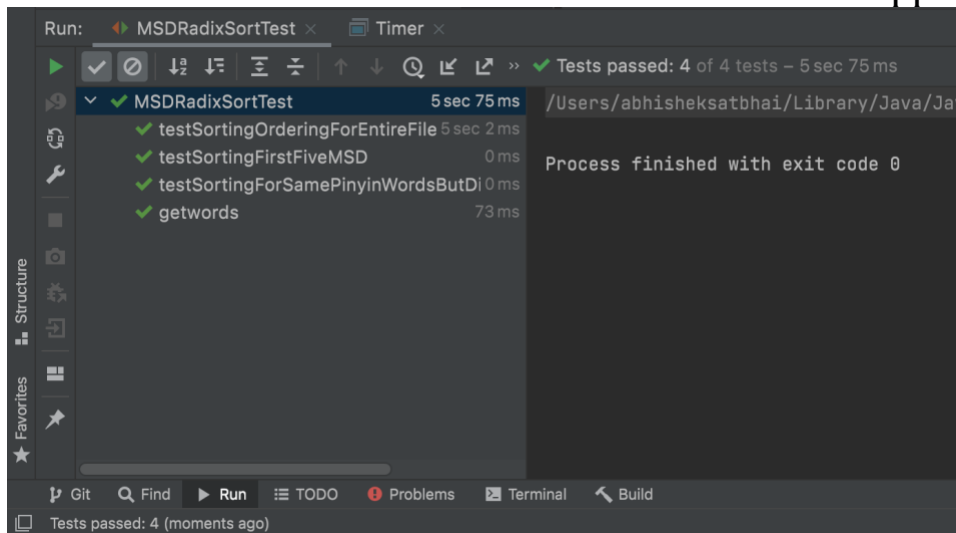 Run: MSDRadixSortTest × Timer ×
Tests passed: 4 of 4 tests – 5 sec 75 ms
MSDRadixSortTest 5 sec 75 ms /Users/abhisheksatbhai/Library/Java/Ja
testSortingOrderingForEntireFile 5 sec 2 ms
testSortingFirstFiveMSD 0 ms Process finished with exit code 0
testSortingForSamePinyinWordsButDi 0 ms
getwords 73 ms
Structure
Favorites
Git Find Run TODO Problems Terminal Build
Tests passed: 4 (moments ago)